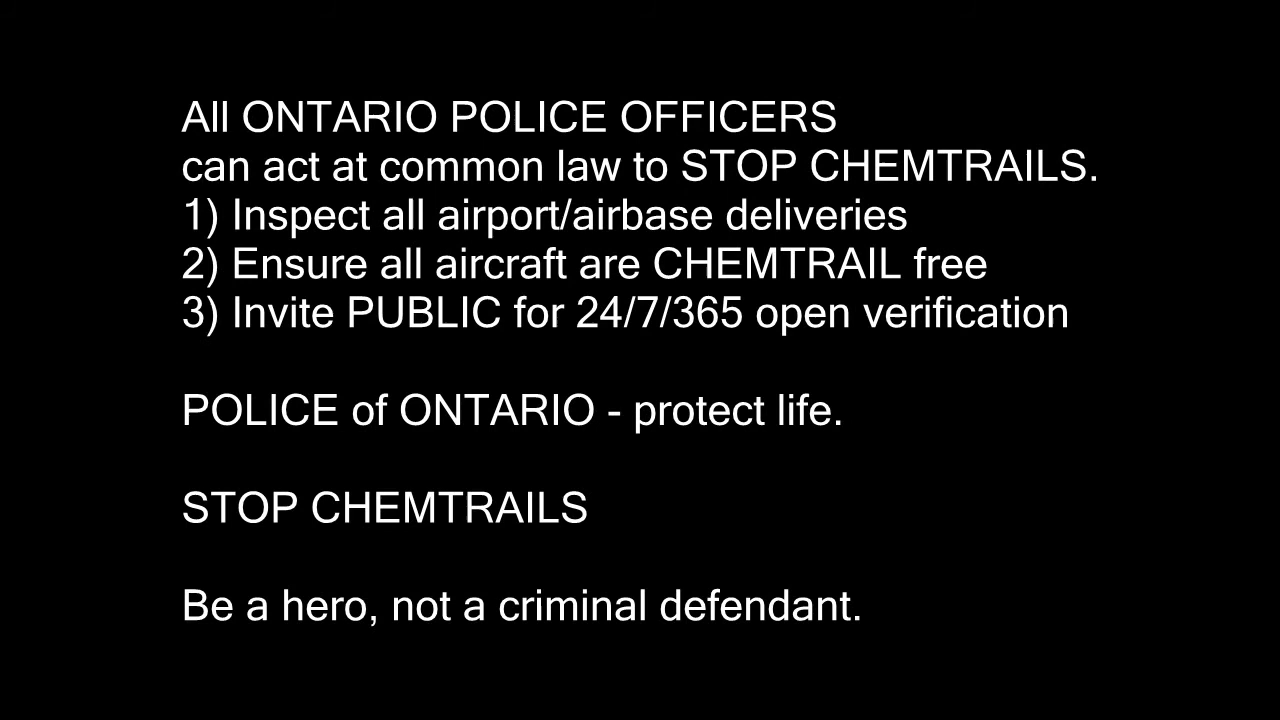 All ONTARIO POLICE OFFICERS
can act at common law to STOP CHEMTRAILS.
1) Inspect all airport/airbase deliveries
2) Ensure all aircraft are CHEMTRAIL free
3) Invite PUBLIC for 24/7/365 open verification
POLICE of ONTARIO - protect life.
STOP CHEMTRAILS
Be a hero, not a criminal defendant.